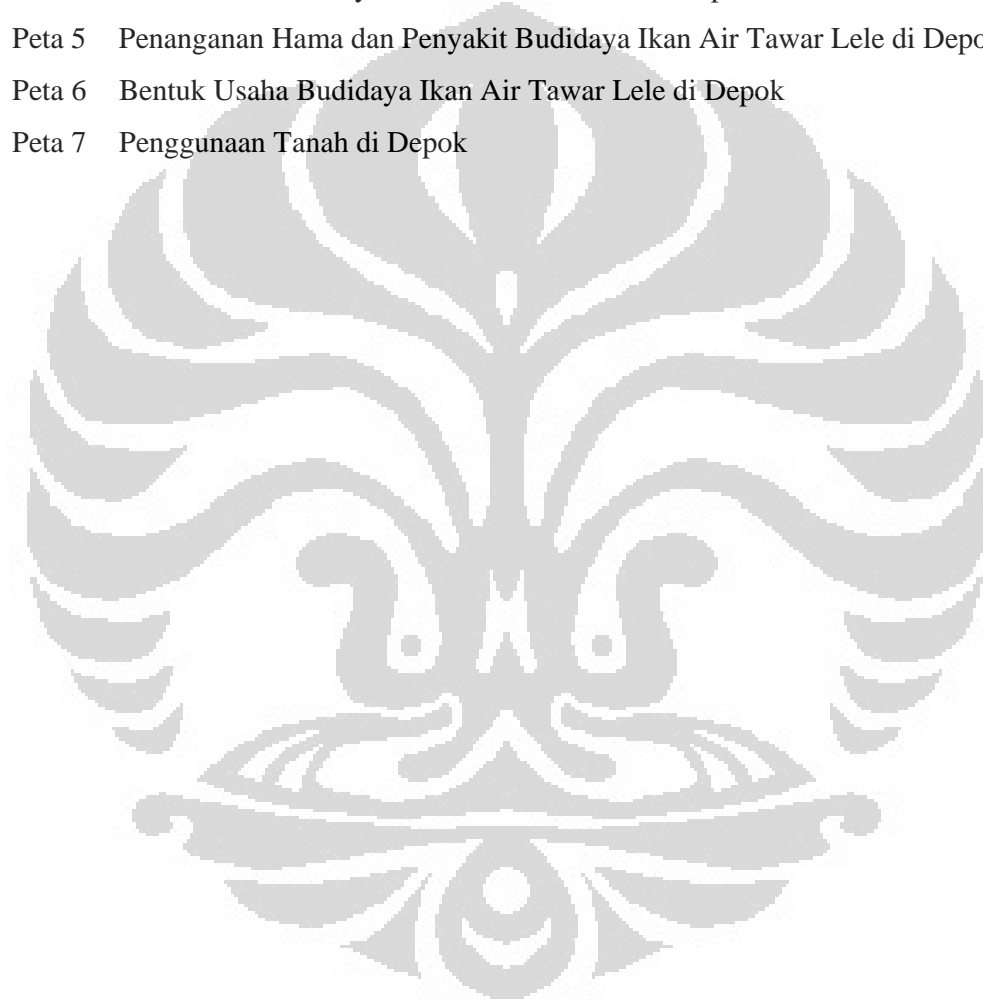 Peta 5 Penanganan Hama dan Penyakit Budidaya Ikan Air Tawar Lele di Depo
Peta 6 Bentuk Usaha Budidaya Ikan Air Tawar Lele di Depok
Peta 7 Penggunaan Tanah di Depok